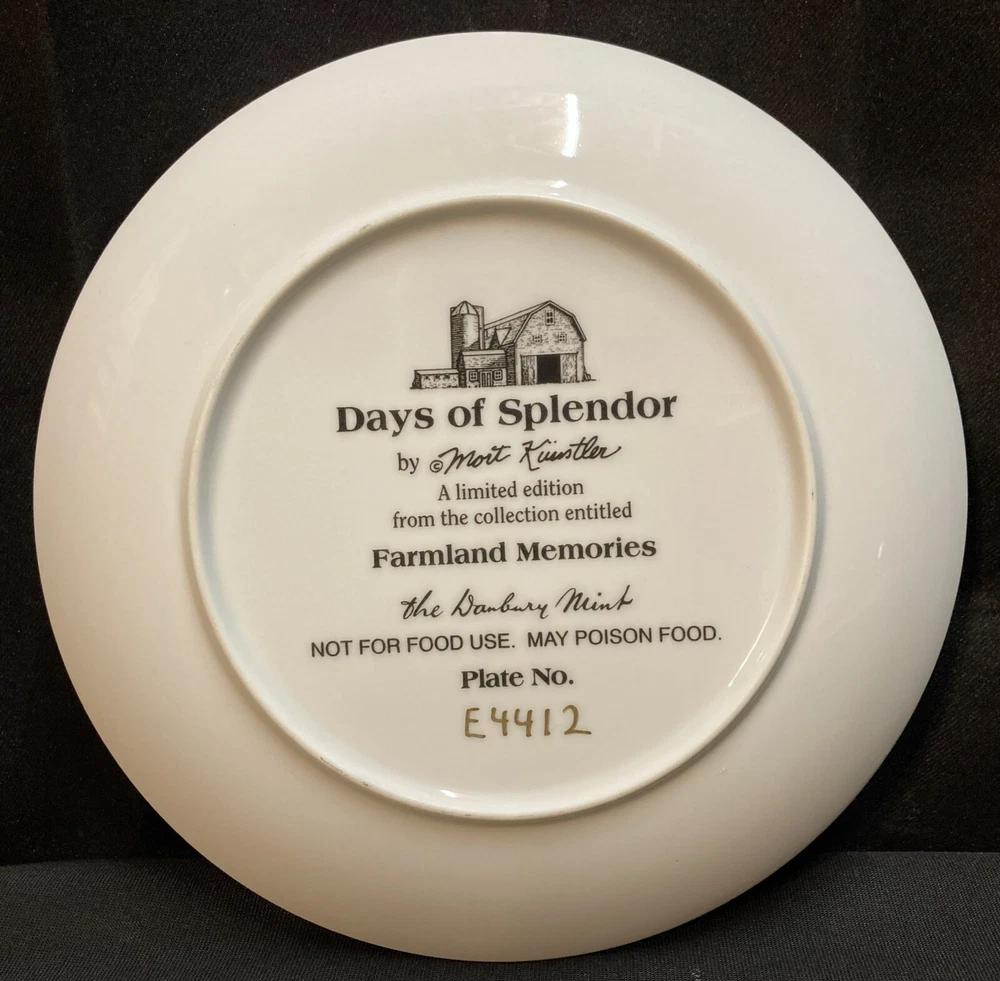 Days of Splendor
by ©Mort Künstler
A limited edition
from the collection entitled
Farmland Memories
the Danbury Mint
NOT FOR FOOD USE. MAY POISON FOOD.
Plate No.
E4412